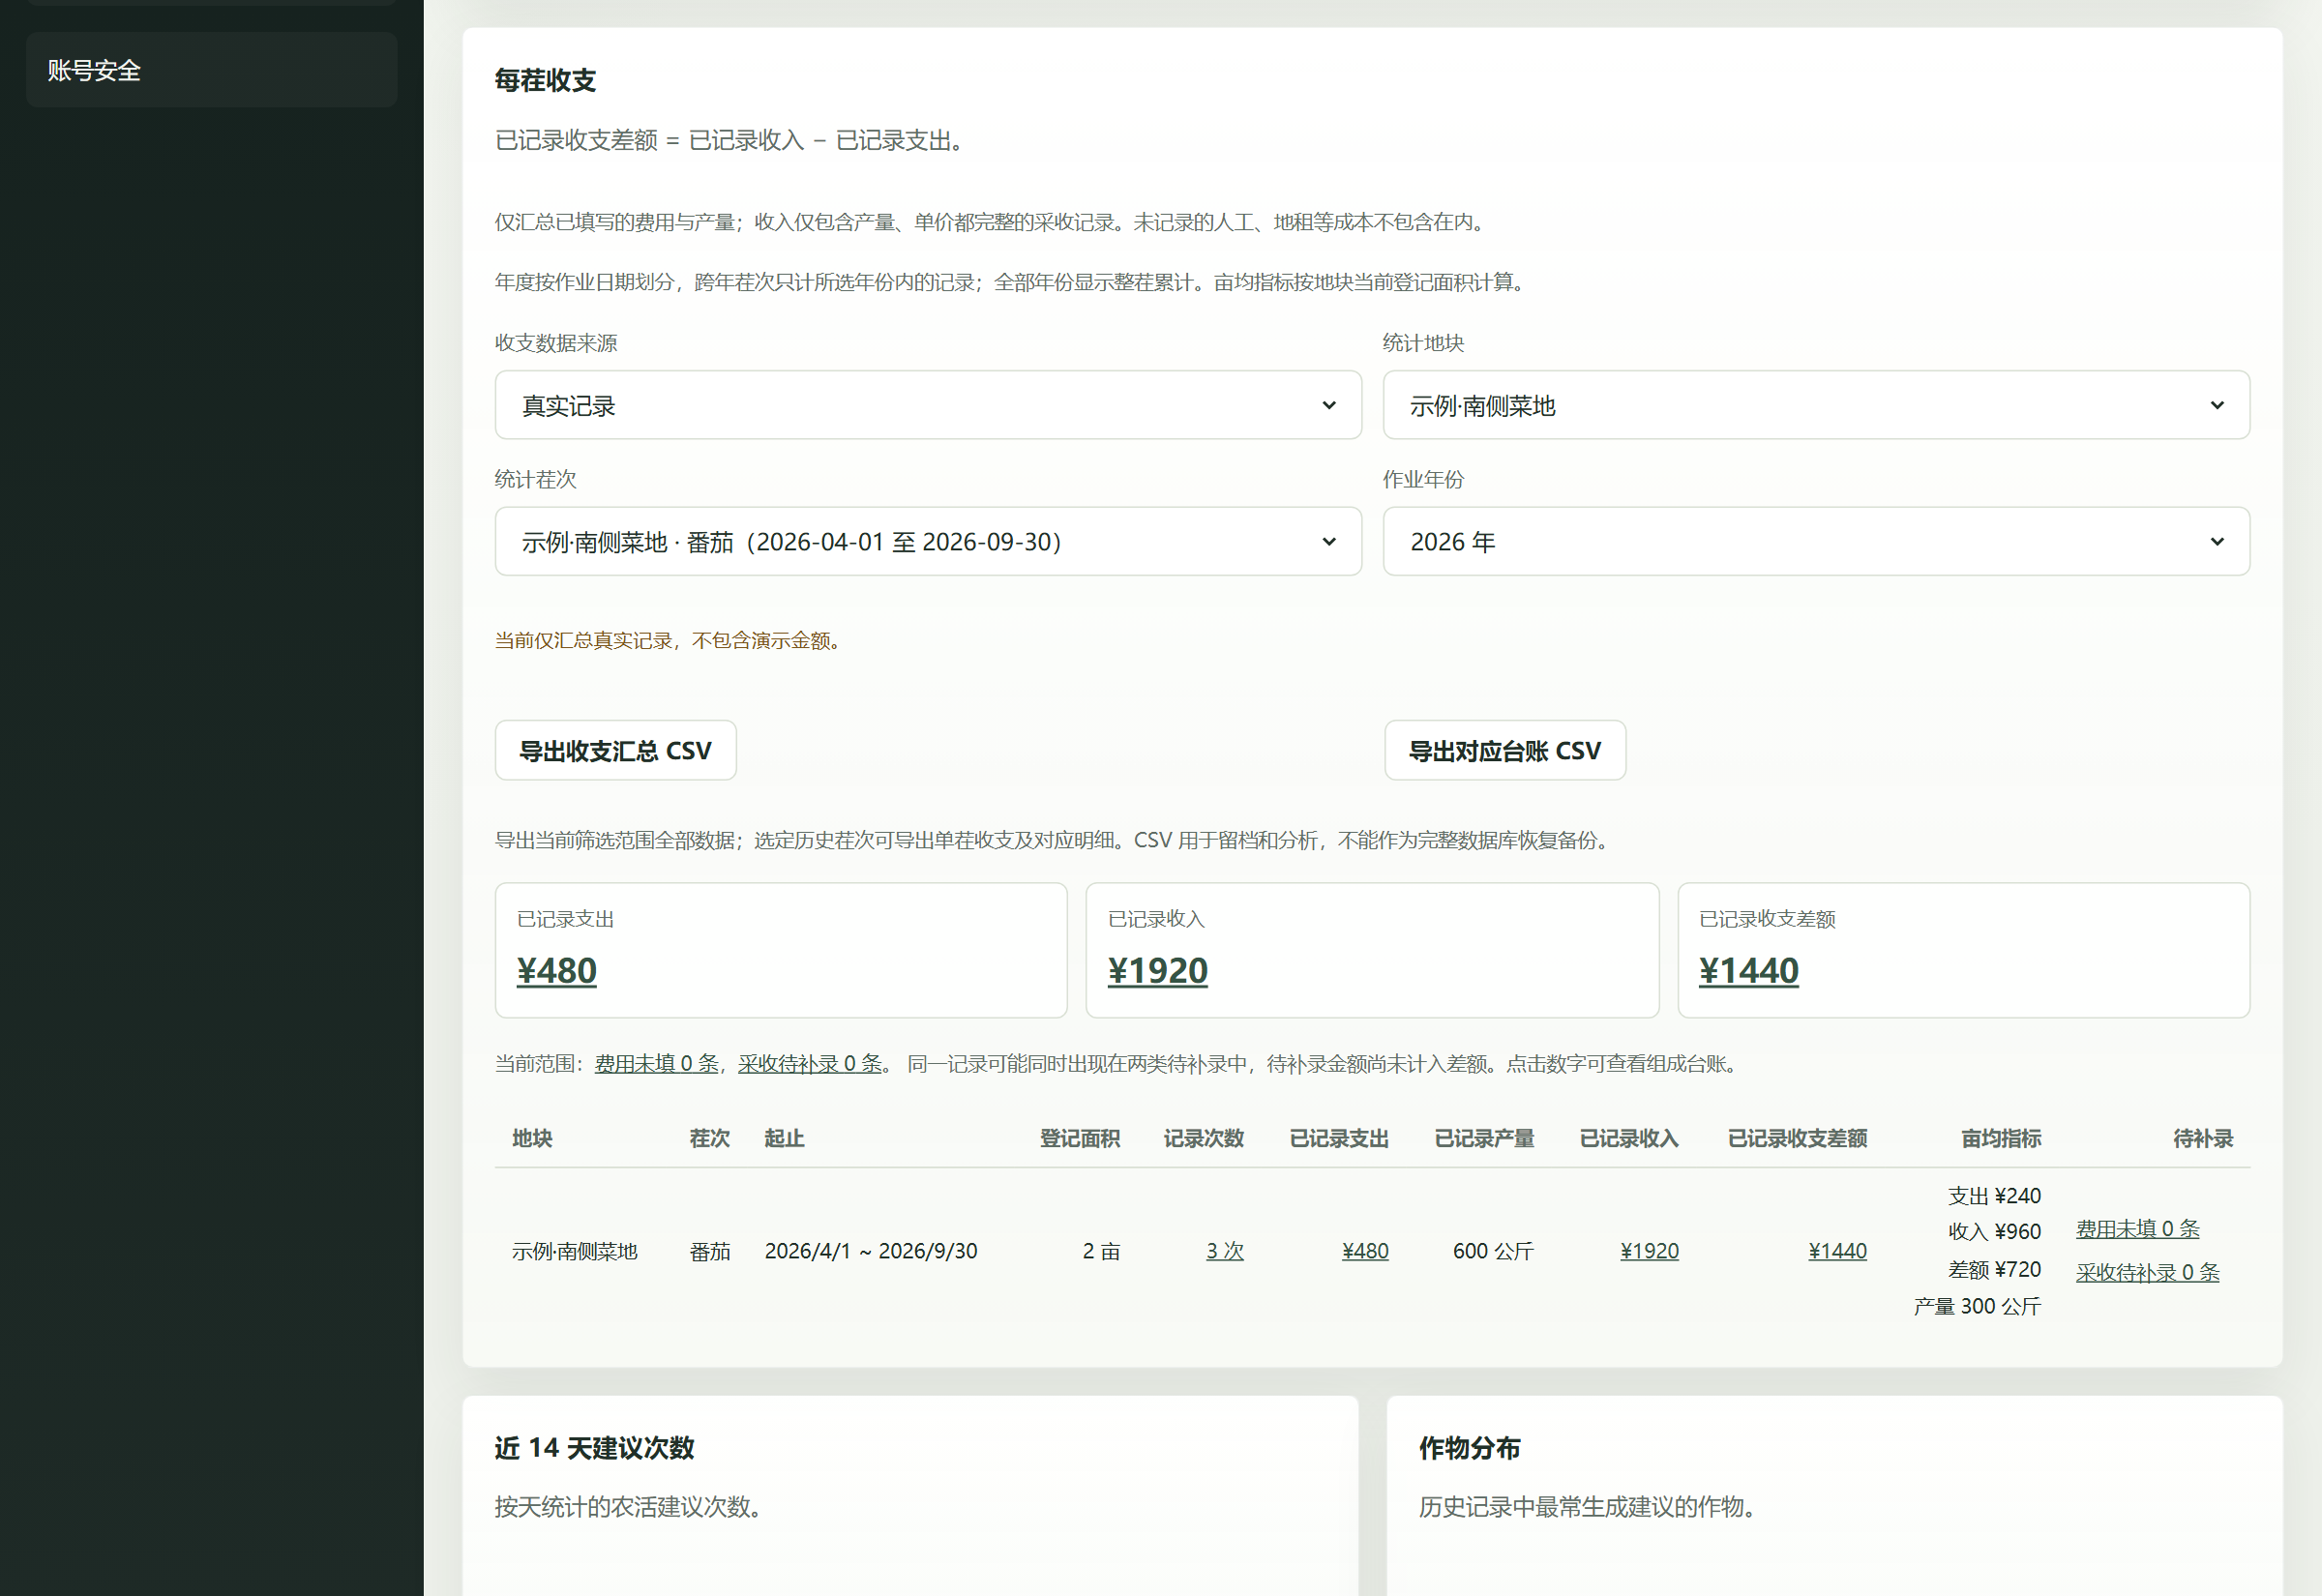 账号安全
每茬收支
已记录收支差额 = 已记录收入 − 已记录支出。
仅汇总已填写的费用与产量；收入仅包含产量、单价都完整的采收记录。未记录的人工、地租等成本不包含在内。
年度按作业日期划分，跨年茬次只计所选年份内的记录；全部年份显示整茬累计。亩均指标按地块当前登记面积计算。
收支数据来源
统计地块
真实记录
示例·南侧菜地
统计茬次
作业年份
示例·南侧菜地 · 番茄（2026-04-01 至 2026-09-30）
2026 年
当前仅汇总真实记录，不包含演示金额。
导出收支汇总 CSV
导出对应台账 CSV
导出当前筛选范围全部数据；选定历史茬次可导出单茬收支及对应明细。CSV 用于留档和分析，不能作为完整数据库恢复备份。
已记录支出
已记录收入
已记录收支差额
¥480
¥1920
¥1440
当前范围：费用未填 0 条，采收待补录 0 条。 同一记录可能同时出现在两类待补录中，待补录金额尚未计入差额。点击数字可查看组成台账。
地块 茬次 起止 登记面积 记录次数 已记录支出 已记录产量 已记录收入 已记录收支差额 亩均指标 待补录
示例·南侧菜地 番茄 2026/4/1 ~ 2026/9/30 2 亩 3 次 ¥480 600 公斤 ¥1920 ¥1440
支出 ¥240
收入 ¥960
差额 ¥720
产量 300 公斤
费用未填 0 条
采收待补录 0 条
近 14 天建议次数
按天统计的农活建议次数。
作物分布
历史记录中最常生成建议的作物。